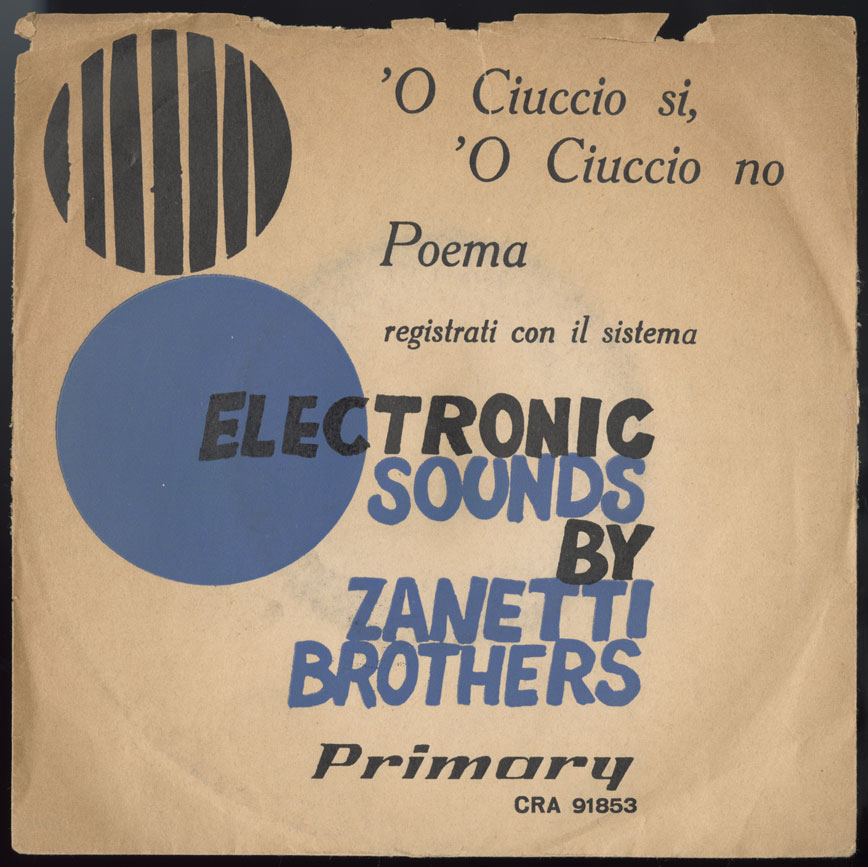 'O Ciuccio si,
'O Ciuccio no
Poema
registrati con il sistema
ELECTRONIC
SOUNDS
BY
ZANETTI
BROTHERS
Primary
CRA 91853